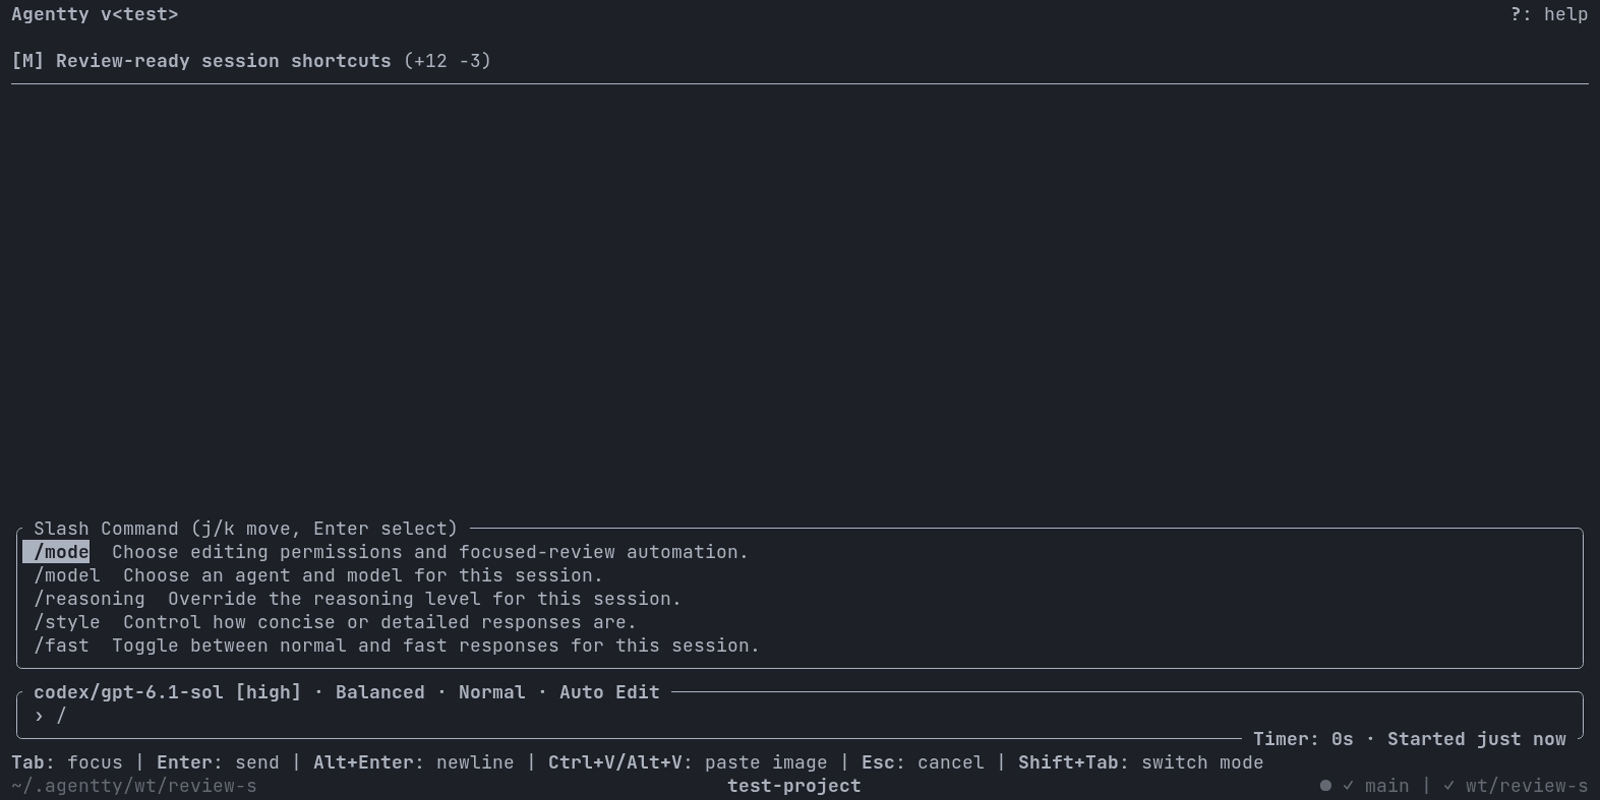 Agentty v<test> ?: help
[M] Review-ready session shortcuts (+12 -3)
Slash Command (j/k move, Enter select)
/mode  Choose editing permissions and focused-review automation.
/model  Choose an agent and model for this session.
/reasoning  Override the reasoning level for this session.
/style  Control how concise or detailed responses are.
/fast  Toggle between normal and fast responses for this session.
codex/gpt-6.1-sol [high] · Balanced · Normal · Auto Edit
› /
Timer: 0s · Started just now
Tab: focus | Enter: send | Alt+Enter: newline | Ctrl+V/Alt+V: paste image | Esc: cancel | Shift+Tab: switch mode
~/.agentty/wt/review-s test-project ● ✓ main | ✓ wt/review-s